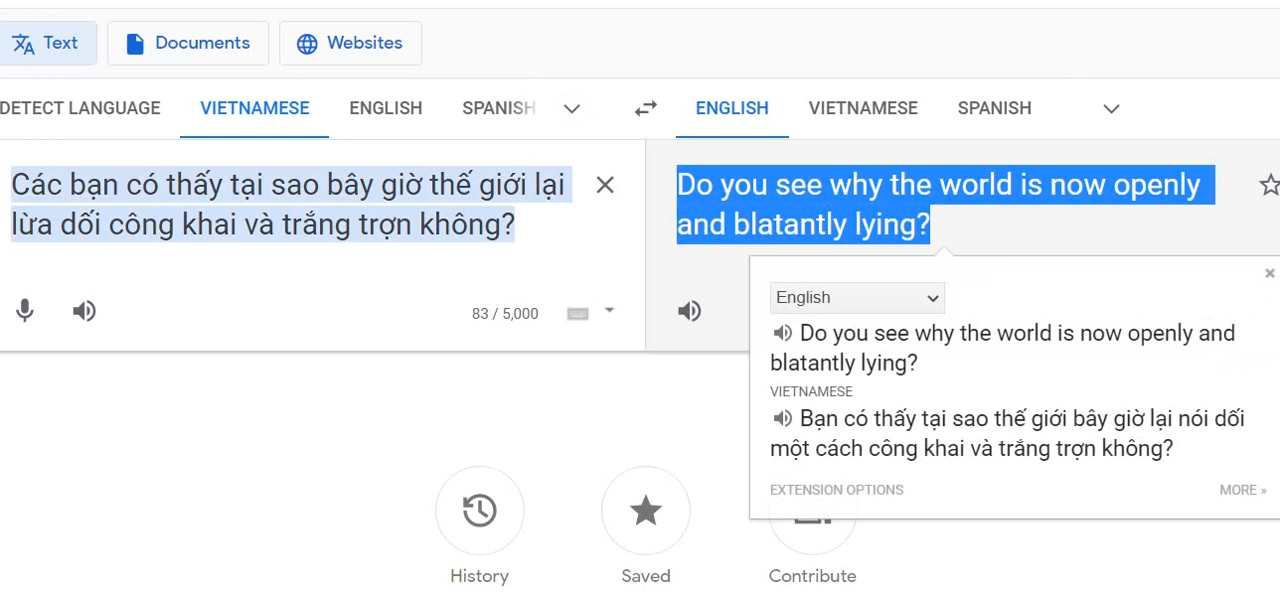 Text Documents Websites
DETECT LANGUAGE VIETNAMESE ENGLISH SPANISH ENGLISH VIETNAMESE SPANISH
Các bạn có thấy tại sao bây giờ thế giới lại
lừa dối công khai và trắng trợn không?
83 / 5,000
Do you see why the world is now openly
and blatantly lying?
English
Do you see why the world is now openly and
blatantly lying?
VIETNAMESE
Bạn có thấy tại sao thế giới bây giờ lại nói dối
một cách công khai và trắng trợn không?
EXTENSION OPTIONS MORE »
History Saved Contribute